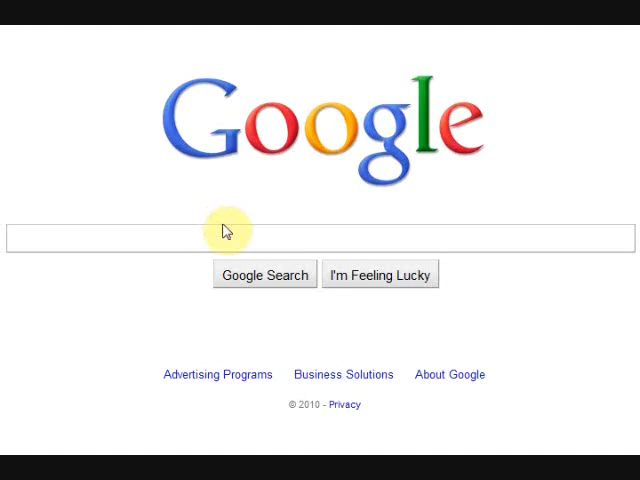 Google
Google Search I'm Feeling Lucky
Advertising Programs Business Solutions About Google
© 2010 - Privacy